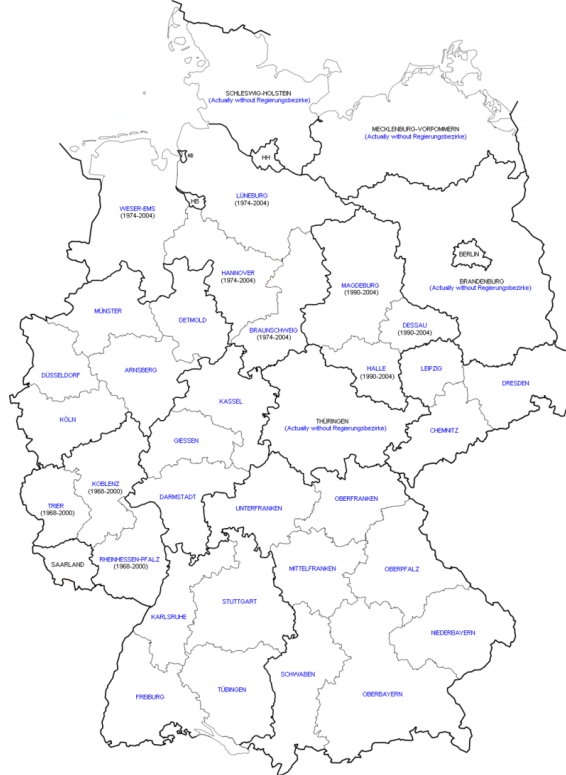 SCHLESWIG-HOLSTEIN
(Actually without Regierungsbezirke)
MECKLENBURG-VORPOMMERN
(Actually without Regierungsbezirke)
HB
HH
LÜNEBURG
(1974-2004)
WESER-EMS
(1974-2004)
HB
BERLIN
HANNOVER
(1974-2004)
MAGDEBURG
(1990-2004)
BRANDENBURG
(Actually without Regierungsbezirke)
MÜNSTER
DETMOLD
BRAUNSCHWEIG
(1974-2004)
DESSAU
(1990-2004)
DÜSSELDORF
ARNSBERG
HALLE
(1990-2004)
LEIPZIG
DRESDEN
KASSEL
KÖLN
THÜRINGEN
(Actually without Regierungsbezirke)
CHEMNITZ
GIESSEN
KOBLENZ
(1968-2000)
DARMSTADT
OBERFRANKEN
TRIER
(1968-2000)
UNTERFRANKEN
RHEINHESSEN-PFALZ
(1968-2000)
SAARLAND
MITTELFRANKEN
OBERPFALZ
STUTTGART
KARLSRUHE
NIEDERBAYERN
SCHWABEN
TÜBINGEN
FREIBURG
OBERBAYERN